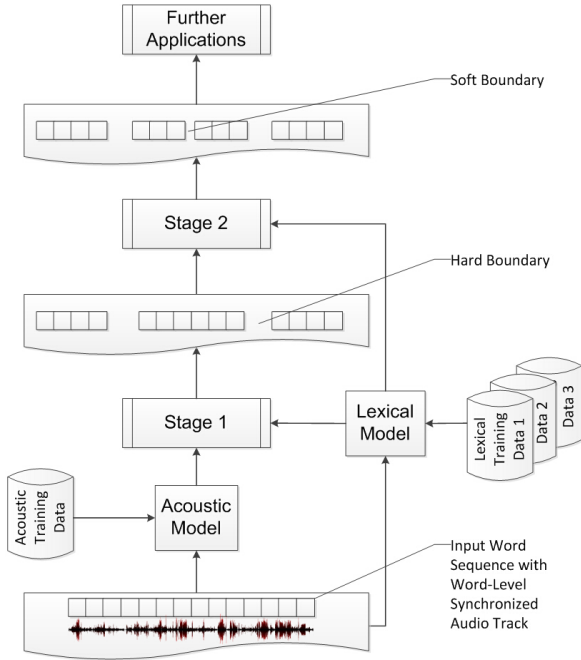 Further
Applications
Soft Boundary
Stage 2
Hard Boundary
Stage 1
Lexical
Model
Lexical
Training
Data 1
Data 2
Data 3
Acoustic
Training
Data
Acoustic
Model
Input Word
Sequence with
Word-Level
Synchronized
Audio Track